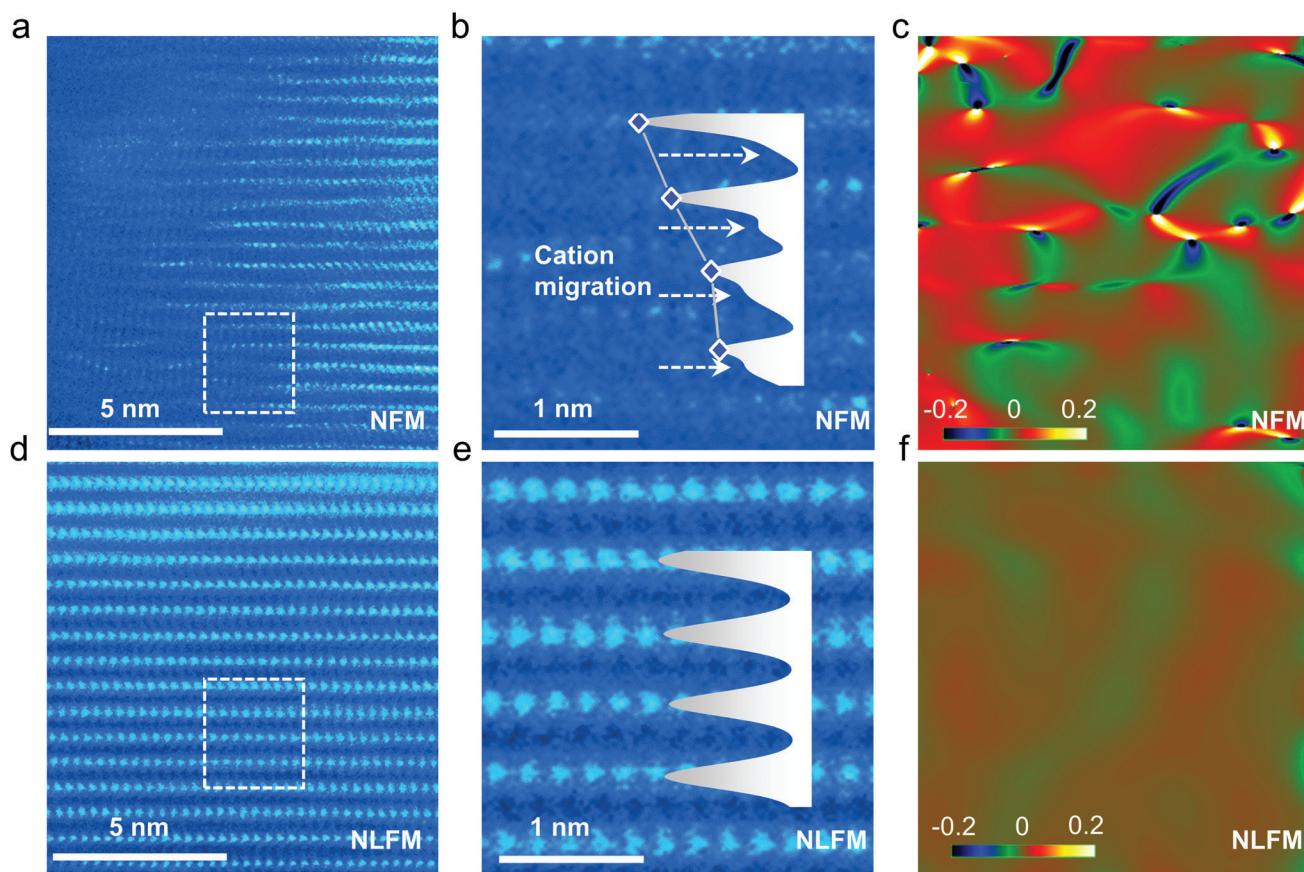 a
b
c
Cation
migration
5 nm
NFM
1 nm
NFM
-0.2 0 0.2
NFM
d
e
f
5 nm
NLFM
1 nm
NLFM
-0.2 0 0.2
NLFM